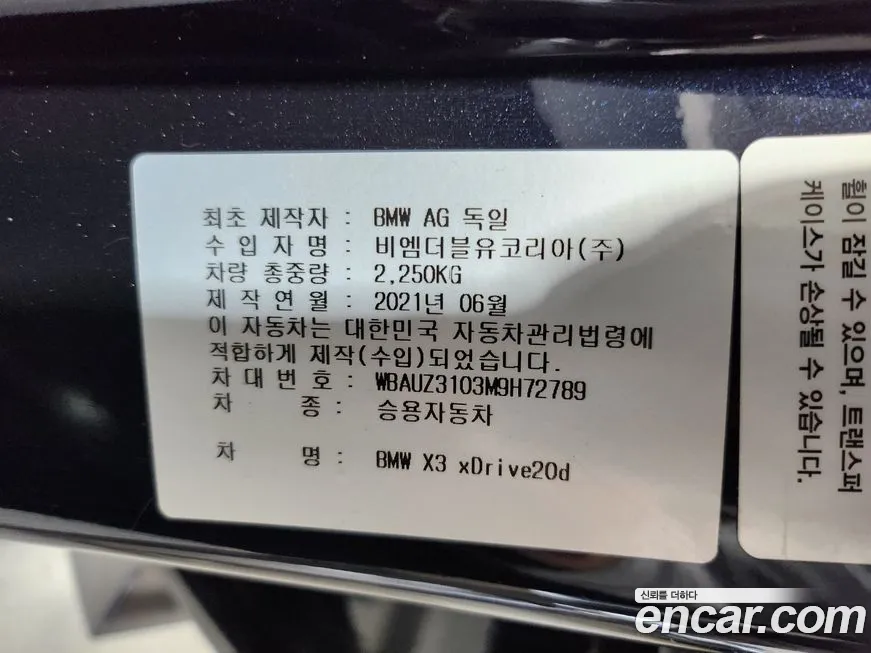 최초 제작자 : BMW AG 독일
수 입 자 명 : 비엠더블유코리아(주)
차량 총중량 : 2,250KG
제 작 연 월 : 2021년 06월
이 자동차는 대한민국 자동차관리법령에
적합하게 제작(수입)되었습니다.
차 대 번 호 : WBAUZ3103M9H72789
차 종 : 승용자동차
차 명 : BMW X3 xDrive20d
휠이 잠길 수 있으며, 트랜스퍼
케이스가 손상될 수 있습니다.
신뢰를 더하다
encar.com